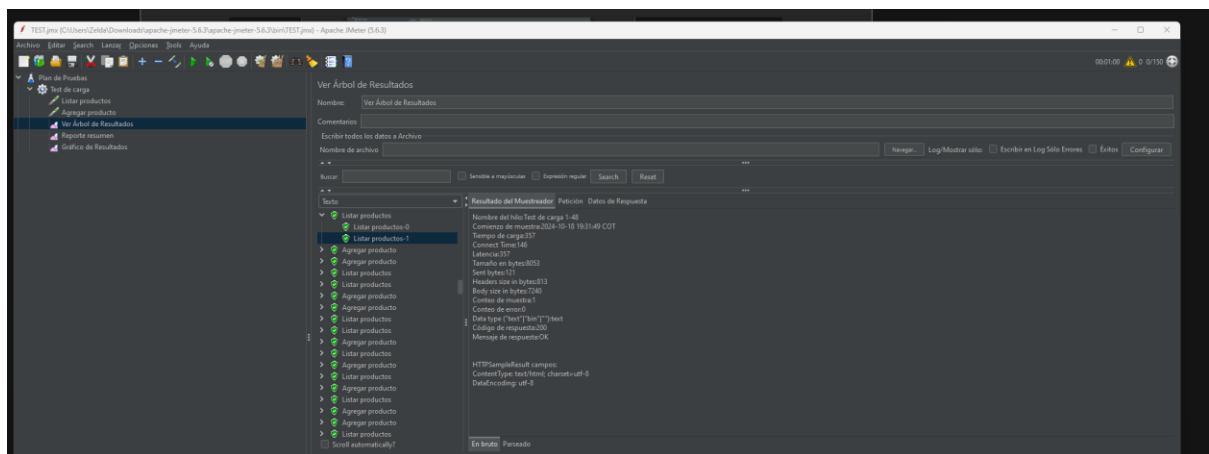 TEST.jmx (C:\Users\Zelda\Downloads\apache-jmeter-5.6.3\apache-jmeter-5.6.3\bin\TEST.jmx) - Apache JMeter (5.6.3)
Archivo Editar Search Lanzar Opciones Tools Ayuda
00:01:00 0 0/150
Plan de Pruebas
Test de carga
Listar productos
Agregar producto
Ver Árbol de Resultados
Reporte resumen
Gráfico de Resultados
Ver Árbol de Resultados
Nombre: Ver Árbol de Resultados
Comentarios
Escribir todos los datos a Archivo
Nombre de archivo Navegar... Log/Mostrar sólo: Escribir en Log Sólo Errores Éxitos Configurar
Buscar: Sensible a mayúsculas Expresión regular Search Reset
Texto
Listar productos
Listar productos-0
Listar productos-1
Agregar producto
Agregar producto
Listar productos
Listar productos
Agregar producto
Agregar producto
Listar productos
Listar productos
Agregar producto
Listar productos
Agregar producto
Listar productos
Agregar producto
Listar productos
Agregar producto
Agregar producto
Listar productos
Scroll automatically?
Resultado del Muestreador Petición Datos de Respuesta
Nombre del hilo:Test de carga 1-48
Comienzo de muestra:2024-10-18 19:31:49 COT
Tiempo de carga:357
Connect Time:146
Latencia:357
Tamaño en bytes:8053
Sent bytes:121
Headers size in bytes:813
Body size in bytes:7240
Conteo de muestra:1
Conteo de error:0
Data type ("text"|"bin"|""):text
Código de respuesta:200
Mensaje de respuesta:OK
HTTPSampleResult campos:
ContentType: text/html; charset=utf-8
DataEncoding: utf-8
En bruto Parseado